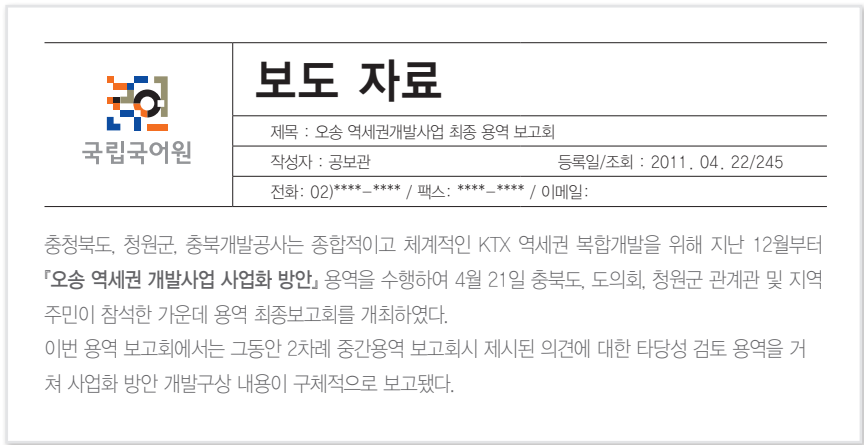 보도 자료
국립국어원
제목 : 오송 역세권개발사업 최종 용역 보고회
작성자 : 공보관 등록일/조회 : 2011. 04. 22/245
전화: 02)****-**** / 팩스: ****-**** / 이메일:
충청북도, 청원군, 충북개발공사는 종합적이고 체계적인 KTX 역세권 복합개발을 위해 지난 12월부터
『오송 역세권 개발사업 사업화 방안』 용역을 수행하여 4월 21일 충북도, 도의회, 청원군 관계관 및 지역
주민이 참석한 가운데 용역 최종보고회를 개최하였다.
이번 용역 보고회에서는 그동안 2차례 중간용역 보고회시 제시된 의견에 대한 타당성 검토 용역을 거
쳐 사업화 방안 개발구상 내용이 구체적으로 보고됐다.